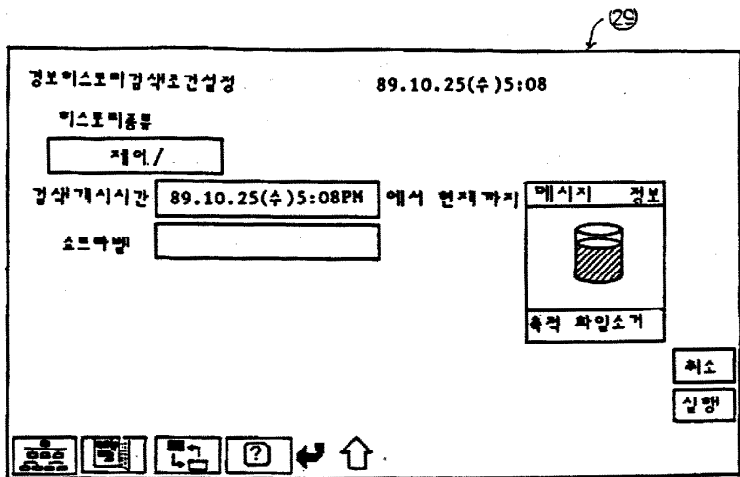 29
경보히스토리검색조건설정 89.10.25(수)5:08
히스토리종류
제어/
검색개시시간 89.10.25(수)5:08PM 에서 현재까지
메시지 정보
소트라벨
축적 화일소거
취소
실행
?